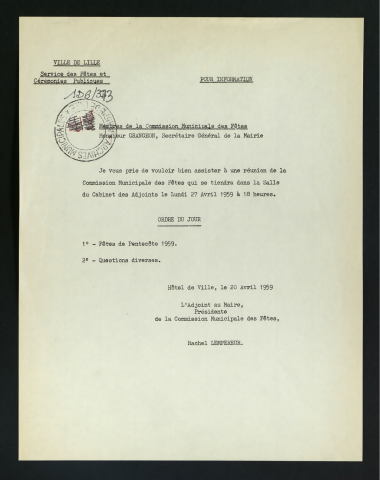 VILLE DE LILLE
Service des Fêtes et
Cérémonies Publiques
POUR INFORMATION
1D8/393
Membres de la Commission Municipale des Fêtes
Monsieur GRANGEON, Secrétaire Général de la Mairie
Je vous prie de vouloir bien assister à une réunion de la
Commission Municipale des Fêtes qui se tiendra dans la Salle
du Cabinet des Adjoints le Lundi 27 Avril 1959 à 18 heures.
ORDRE DU JOUR
1° - Fêtes de Pentecôte 1959.
2° - Questions diverses.
Hôtel de Ville, le 20 Avril 1959
L'Adjoint au Maire,
Présidente
de la Commission Municipale des Fêtes,
Rachel LEMPEREUR.